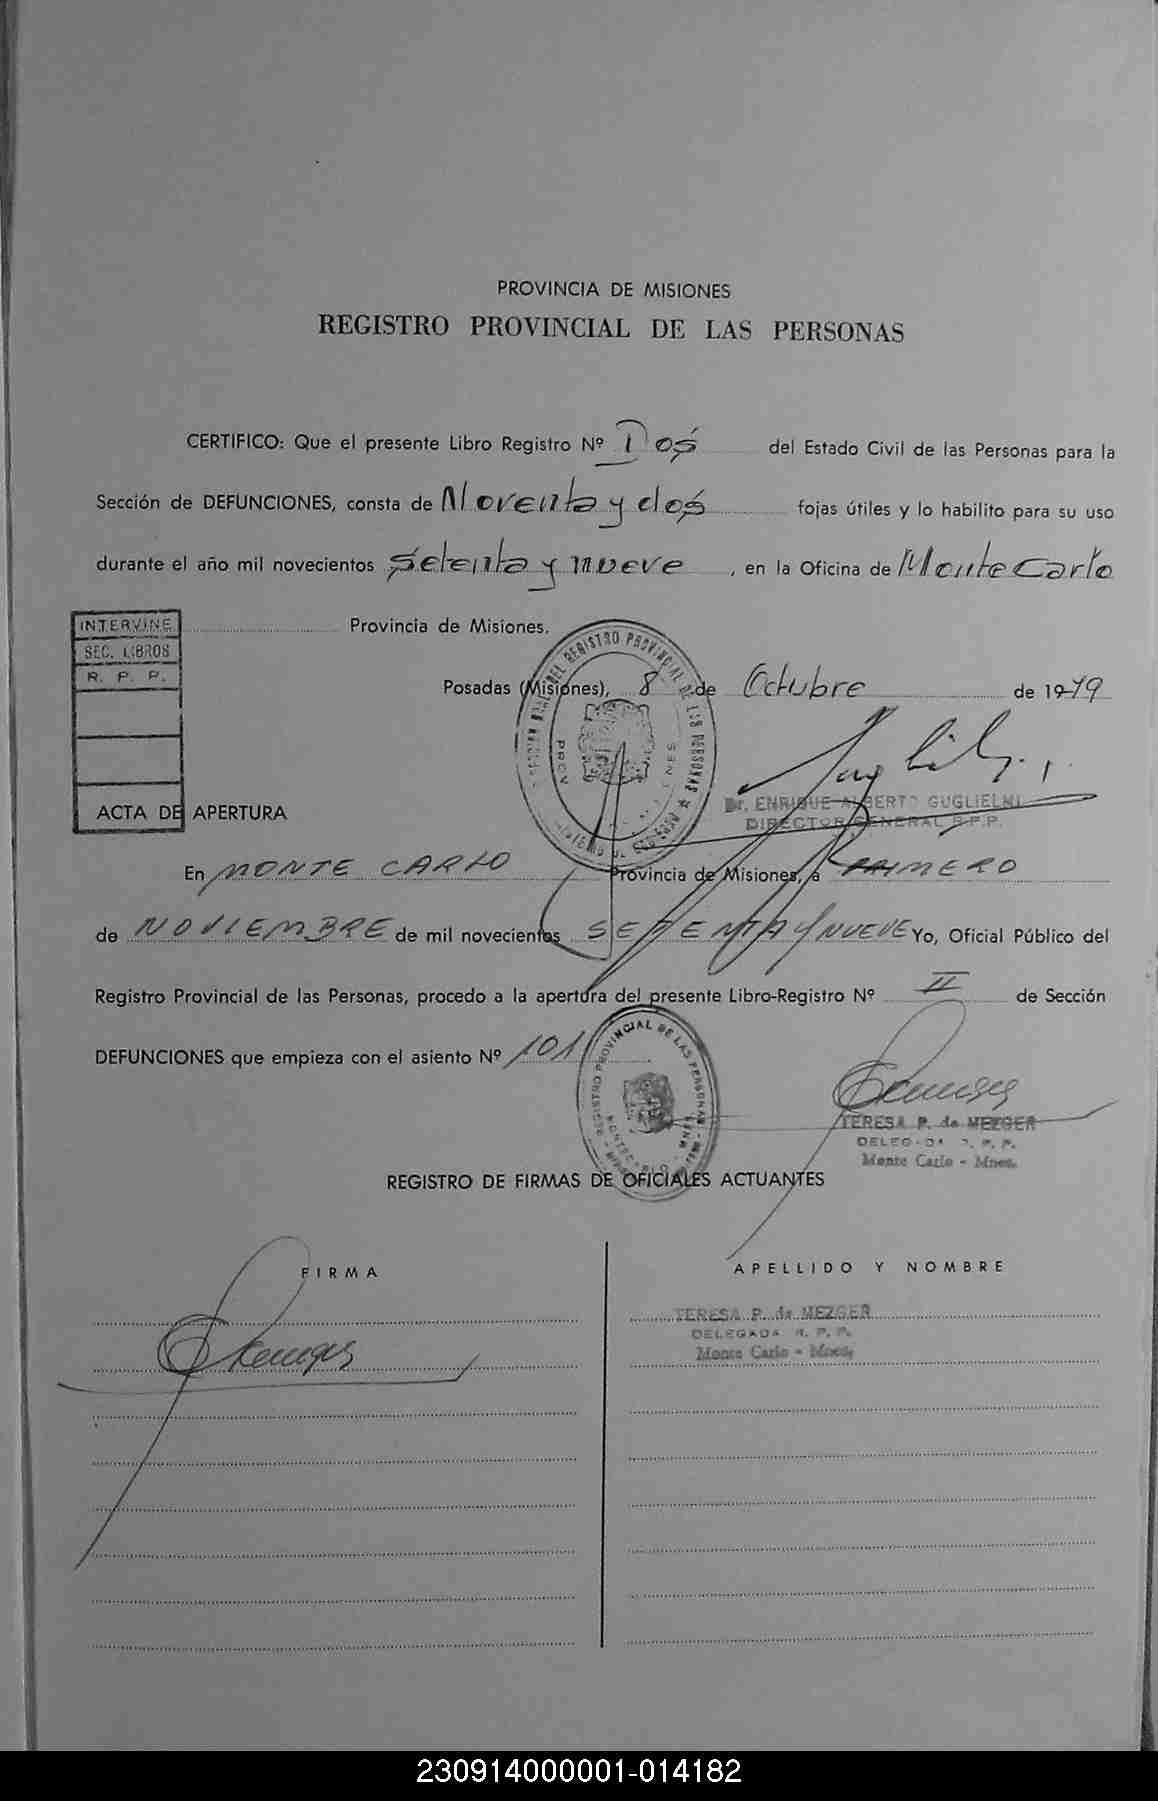 PROVINCIA DE MISIONES
REGISTRO PROVINCIAL DE LAS PERSONAS
CERTIFICO: Que el presente Libro Registro Nº Dos del Estado Civil de las Personas para la
Sección de DEFUNCIONES, consta de Noventa y dos fojas útiles y lo habilito para su uso
durante el año mil novecientos Setenta y nueve, en la Oficina de Monte Carlo
INTERVINE
Provincia de Misiones.
SEC. LIBROS
R. P. P.
Posadas (Misiones), 8 de Octubre de 1979
Dr. ENRIQUE ALBERTO GUGLIELMI
DIRECTOR GENERAL R.P.P.
ACTA DE APERTURA
En MONTE CARLO Provincia de Misiones, a PRIMERO
de NOVIEMBRE de mil novecientos SETENTA Y NUEVE Yo, Oficial Público del
Registro Provincial de las Personas, procedo a la apertura del presente Libro-Registro Nº II de Sección
DEFUNCIONES que empieza con el asiento Nº 101
TERESA P. de MEZGER
DELEGADA R. P. P.
Monte Carlo - Mnes.
REGISTRO DE FIRMAS DE OFICIALES ACTUANTES
FIRMA
APELLIDO Y NOMBRE
TERESA P. de MEZGER
DELEGADA R. P. P.
Monte Carlo - Mnes.
230914000001-014182